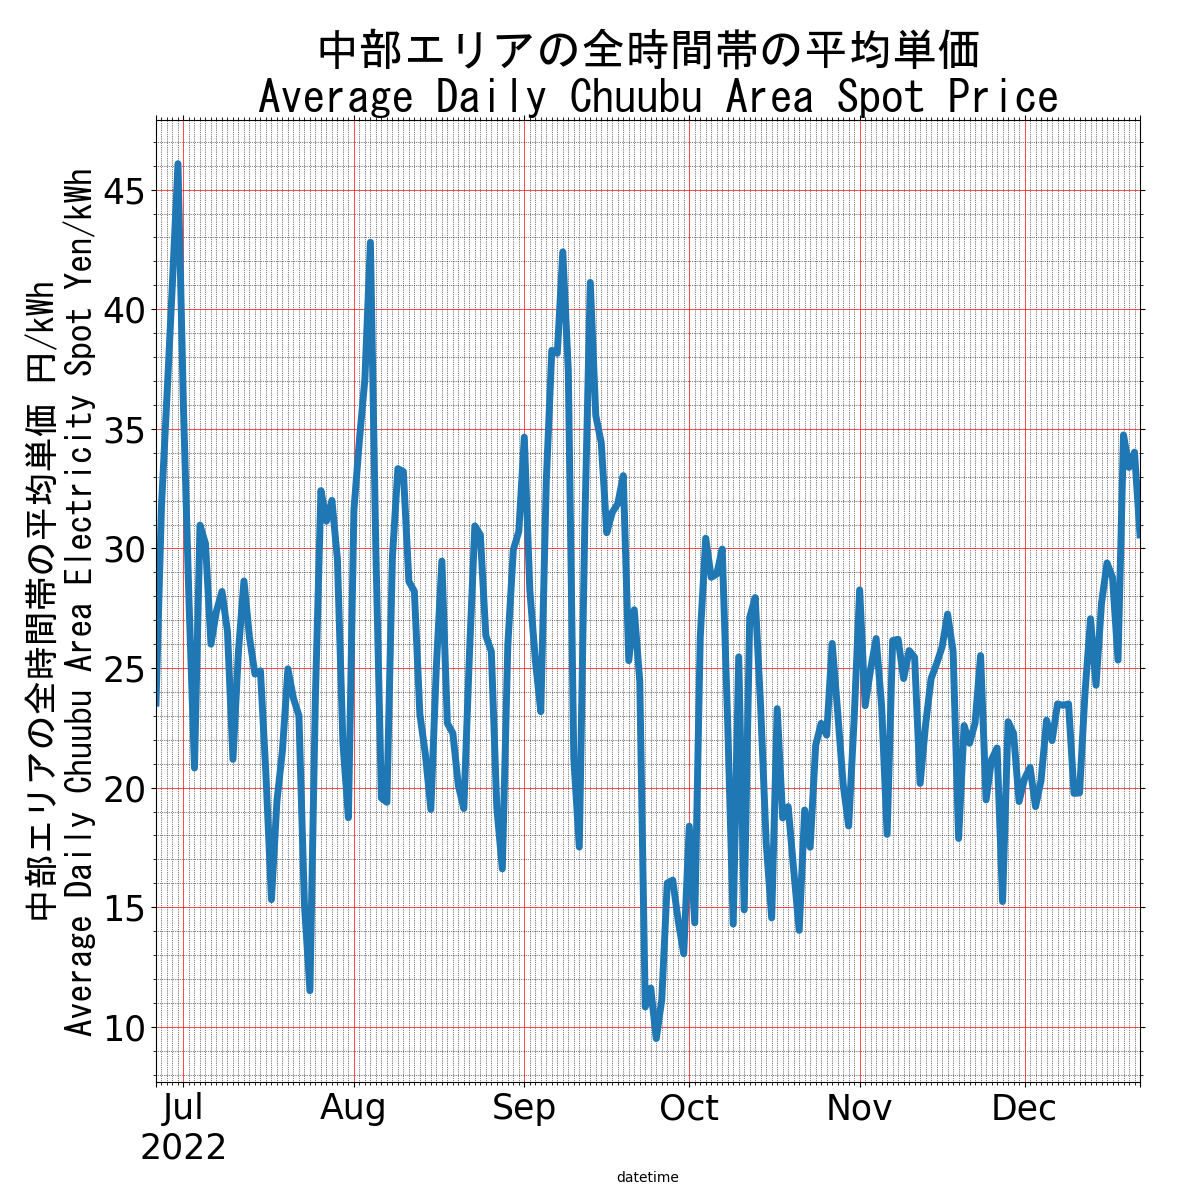 中部エリアの全時間帯の平均単価
Average Daily Chuubu Area Spot Price
中部エリアの全時間帯の平均単価 円/kWh
Average Daily Chuubu Area Electricity Spot Yen/kWh
45
40
35
30
25
20
15
10
Jul
2022
Aug
Sep
Oct
Nov
Dec
datetime